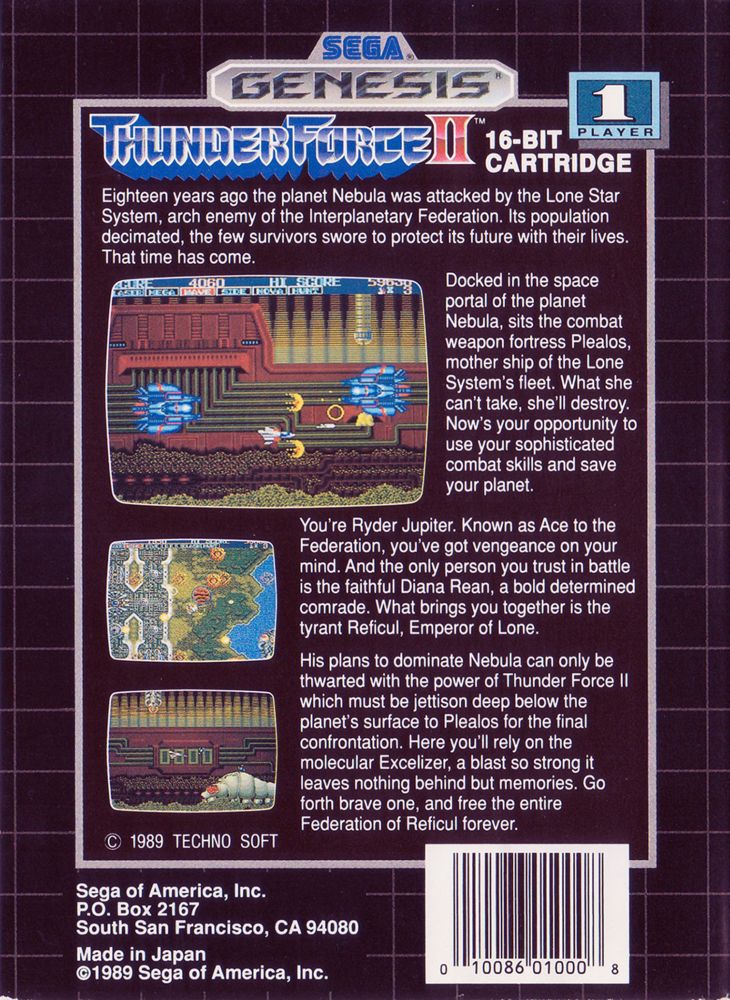 SEGA®
GENESIS®
1
PLAYER
THUNDER FORCE II™
16-BIT
CARTRIDGE
Eighteen years ago the planet Nebula was attacked by the Lone Star
System, arch enemy of the Interplanetary Federation. Its population
decimated, the few survivors swore to protect its future with their lives.
That time has come.
4060 HI SCORE
MEGA WAVE SIDE NOVA HUNT
Docked in the space
portal of the planet
Nebula, sits the combat
weapon fortress Plealos,
mother ship of the Lone
System's fleet. What she
can't take, she'll destroy.
Now's your opportunity to
use your sophisticated
combat skills and save
your planet.
You're Ryder Jupiter. Known as Ace to the
Federation, you've got vengeance on your
mind. And the only person you trust in battle
is the faithful Diana Rean, a bold determined
comrade. What brings you together is the
tyrant Reficul, Emperor of Lone.
His plans to dominate Nebula can only be
thwarted with the power of Thunder Force II
which must be jettison deep below the
planet's surface to Plealos for the final
confrontation. Here you'll rely on the
molecular Excelizer, a blast so strong it
leaves nothing behind but memories. Go
forth brave one, and free the entire
Federation of Reficul forever.
© 1989 TECHNO SOFT
Sega of America, Inc.
P.O. Box 2167
South San Francisco, CA 94080
Made in Japan
©1989 Sega of America, Inc.
0 10086 01000 8